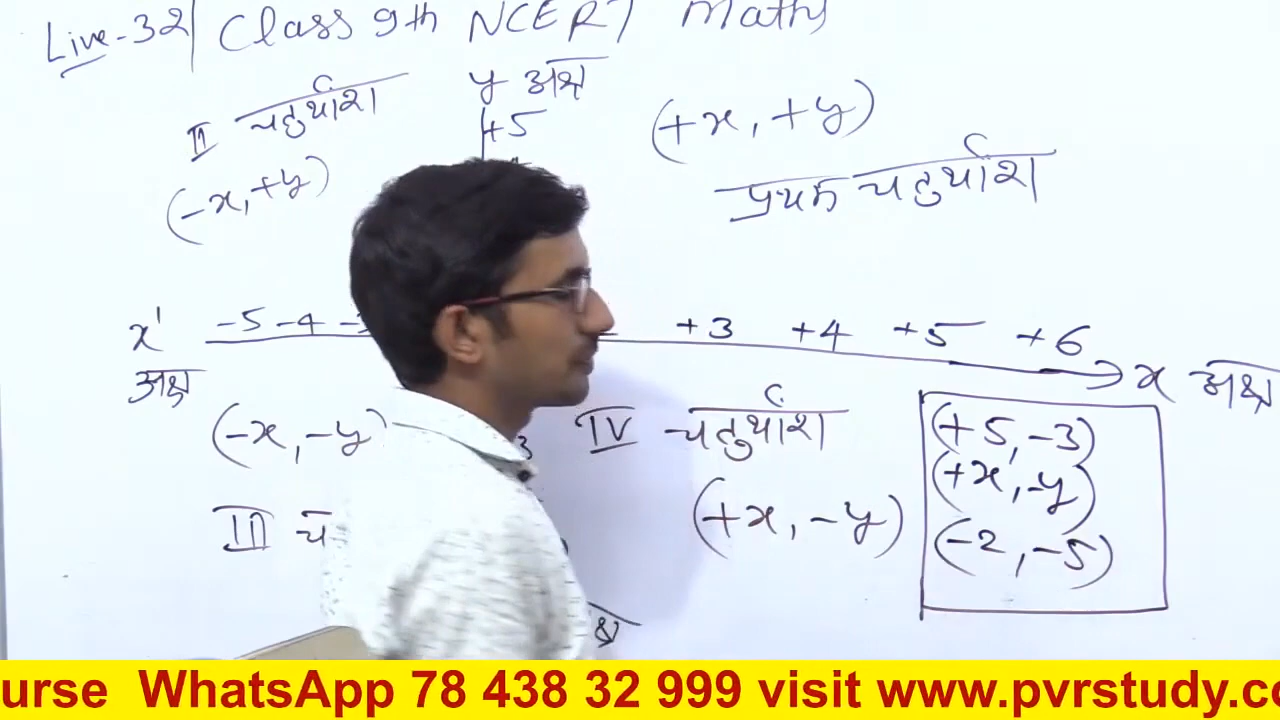 Live-32 | Class 9th NCERT Maths
II चतुर्थांश
y अक्ष
(+x, +y)
+5
(-x, +y)
प्रथम चतुर्थांश
x' -5 -4 +3 +4 +5 +6 x अक्ष
अक्ष
(-x, -y)
IV चतुर्थांश
(+5, -3)
(+x, -y)
(-2, -5)
III च
(+x, -y)
urse WhatsApp 78 438 32 999 visit www.pvrstudy.co